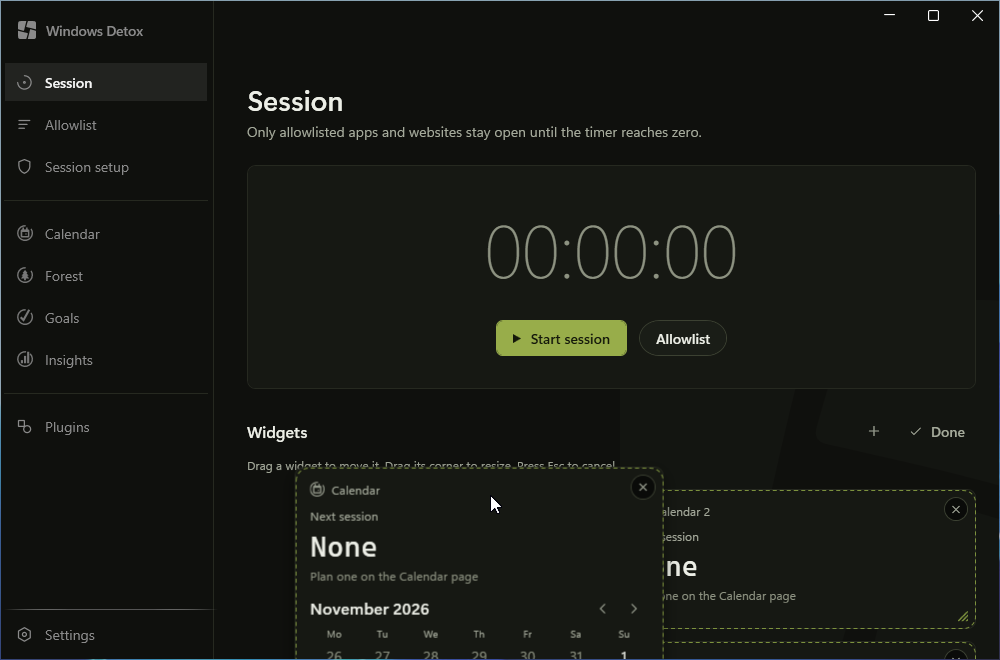 Windows Detox
Session
Allowlist
Session setup
Calendar
Forest
Goals
Insights
Plugins
Settings
Session
Only allowlisted apps and websites stay open until the timer reaches zero.
00:00:00
Start session
Allowlist
Widgets
Done
Drag a widget to move it. Drag its corner to resize. Press Esc to cancel.
Calendar
Next session
None
Plan one on the Calendar page
November 2026
Mo Tu We Th Fr Sa Su
26 27 28 29 30 31 1
alendar 2
session
ne
ne on the Calendar page